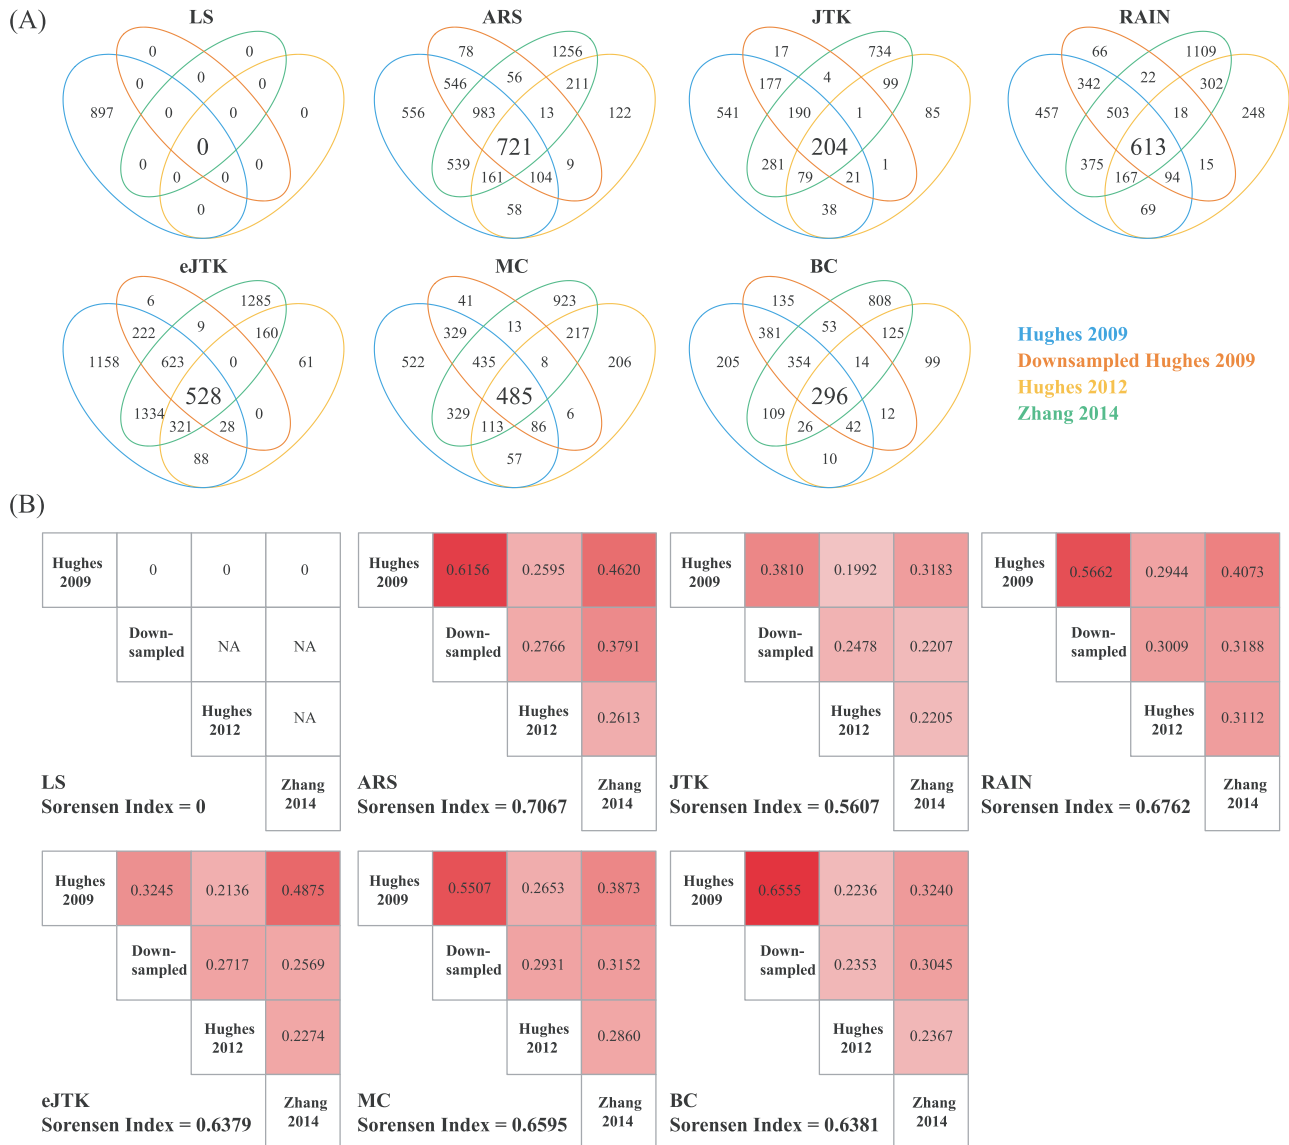 (A)
LS
ARS
JTK
RAIN
0 0
0 0 0
897 0 0 0
0
0 0
0 0
0
78 1256
546 56 211
556 983 13 122
721
539 9
161 104
58
17 734
177 4 99
541 190 1 85
204
281 1
79 21
38
66 1109
342 22 302
457 503 18 248
613
375 15
167 94
69
eJTK
MC
BC
6 1285
222 9 160
1158 623 0 61
528
1334 0
321 28
88
41 923
329 13 217
522 435 8 206
485
329 6
113 86
57
135 808
381 53 125
205 354 14 99
296
109 12
26 42
10
Hughes 2009
Downsampled Hughes 2009
Hughes 2012
Zhang 2014
(B)
Hughes
2009
0 0 0
Down-
sampled
NA NA
Hughes
2012
NA
Zhang
2014
LS
Sorensen Index = 0
Hughes
2009
0.6156 0.2595 0.4620
Down-
sampled
0.2766 0.3791
Hughes
2012
0.2613
Zhang
2014
ARS
Sorensen Index = 0.7067
Hughes
2009
0.3810 0.1992 0.3183
Down-
sampled
0.2478 0.2207
Hughes
2012
0.2205
Zhang
2014
JTK
Sorensen Index = 0.5607
Hughes
2009
0.5662 0.2944 0.4073
Down-
sampled
0.3009 0.3188
Hughes
2012
0.3112
Zhang
2014
RAIN
Sorensen Index = 0.6762
Hughes
2009
0.3245 0.2136 0.4875
Down-
sampled
0.2717 0.2569
Hughes
2012
0.2274
Zhang
2014
eJTK
Sorensen Index = 0.6379
Hughes
2009
0.5507 0.2653 0.3873
Down-
sampled
0.2931 0.3152
Hughes
2012
0.2860
Zhang
2014
MC
Sorensen Index = 0.6595
Hughes
2009
0.6555 0.2236 0.3240
Down-
sampled
0.2353 0.3045
Hughes
2012
0.2367
Zhang
2014
BC
Sorensen Index = 0.6381